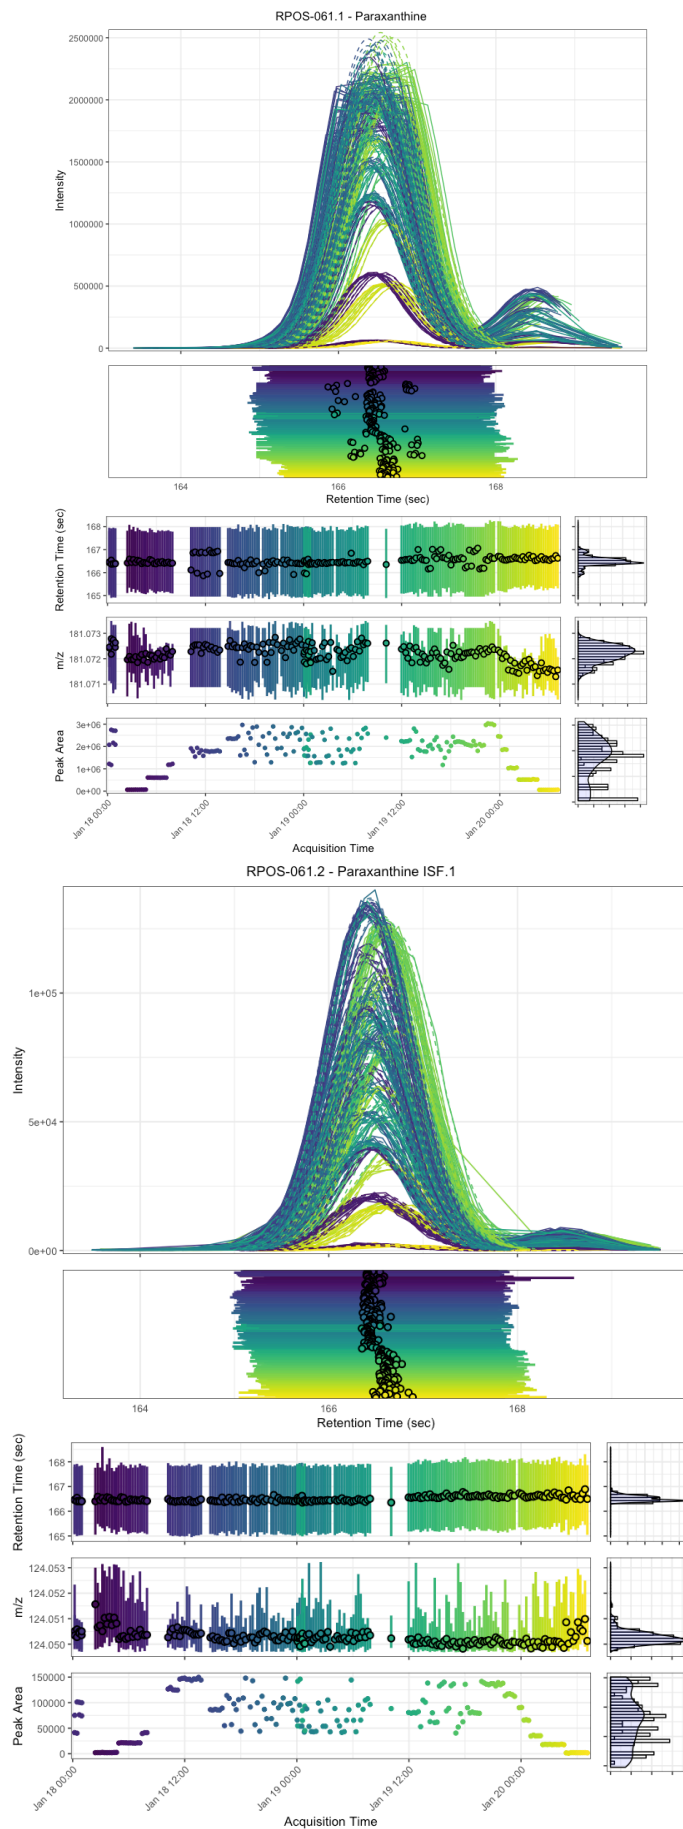 RPOS-061.1 - Paraxanthine
2500000
2000000
1500000
1000000
500000
0
Intensity
164 166 168
Retention Time (sec)
168
167
166
165
Retention Time (sec)
181.073
181.072
181.071
m/z
3e+06
2e+06
1e+06
0e+00
Peak Area
Jan 18 00:00 Jan 18 12:00 Jan 19 00:00 Jan 19 12:00 Jan 20 00:00
Acquisition Time
RPOS-061.2 - Paraxanthine ISF.1
1e+05
5e+04
0e+00
Intensity
164 166 168
Retention Time (sec)
168
167
166
165
Retention Time (sec)
124.053
124.052
124.051
124.050
m/z
150000
100000
50000
0
Peak Area
Jan 18 00:00 Jan 18 12:00 Jan 19 00:00 Jan 19 12:00 Jan 20 00:00
Acquisition Time